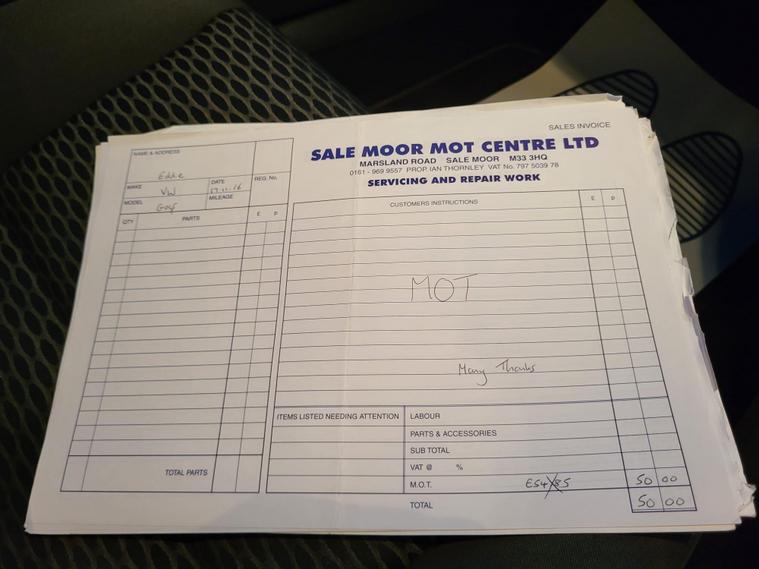 SALES INVOICE
SALE MOOR MOT CENTRE LTD
MARSLAND ROAD SALE MOOR M33 3HQ
0161 - 969 9557 PROP. IAN THORNLEY VAT No. 797 5039 78
SERVICING AND REPAIR WORK
NAME & ADDRESS
Eddie
MAKE
VW
DATE
17.11.16
REG. No.
MODEL
Golf
MILEAGE
QTY PARTS £ P
TOTAL PARTS
CUSTOMERS INSTRUCTIONS £ P
MOT
Many Thanks
ITEMS LISTED NEEDING ATTENTION
LABOUR
PARTS & ACCESSORIES
SUB TOTAL
VAT @ %
M.O.T. £54.85 50 00
TOTAL 50 00